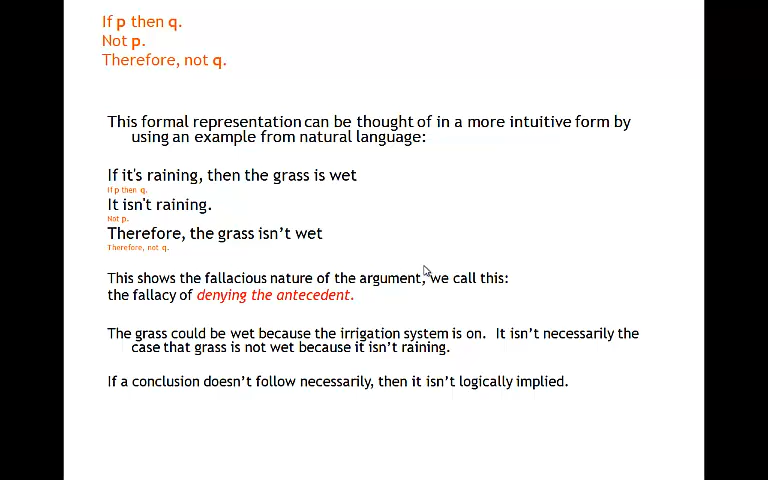 If p then q.
Not p.
Therefore, not q.
This formal representation can be thought of in a more intuitive form by
using an example from natural language:
If it's raining, then the grass is wet
If p then q.
It isn't raining.
Not p.
Therefore, the grass isn’t wet
Therefore, not q.
This shows the fallacious nature of the argument, we call this:
the fallacy of denying the antecedent.
The grass could be wet because the irrigation system is on. It isn’t necessarily the
case that grass is not wet because it isn’t raining.
If a conclusion doesn’t follow necessarily, then it isn’t logically implied.